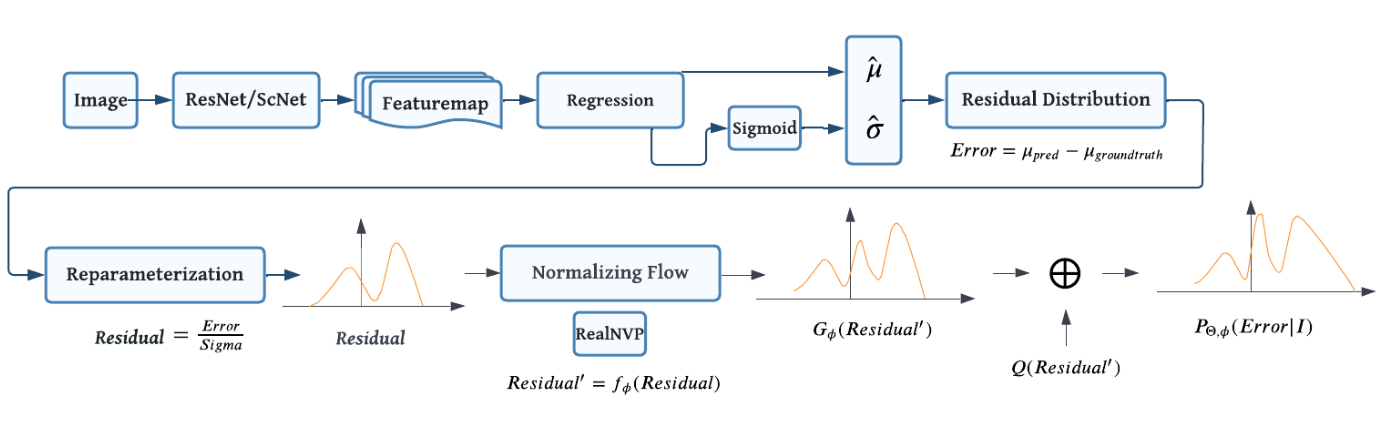 Image
ResNet/ScNet
Featuremap
Regression
Sigmoid
μ̂
σ̂
Residual Distribution
Error = μ_pred − μ_groundtruth
Reparameterization
Residual = Error/Sigma
Residual
Normalizing Flow
RealNVP
Residual′ = f_ϕ(Residual)
G_ϕ(Residual′)
⊕
Q(Residual′)
P_Θ,ϕ(Error|I)